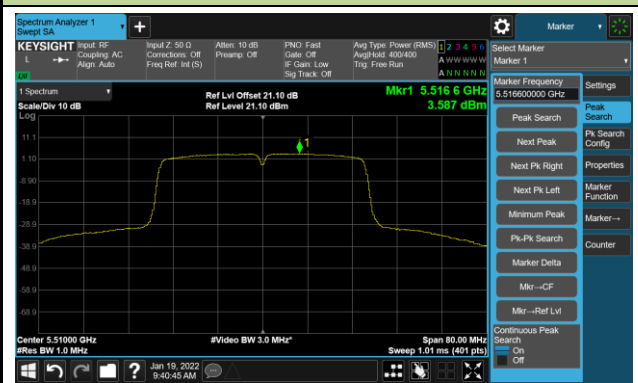 Spectrum Analyzer 1
Swept SA
+
Marker
KEYSIGHT
L
Input: RF
Coupling: AC
Align: Auto
Input Z: 50 Ω
Corrections: Off
Freq Ref: Int (S)
Atten: 10 dB
Preamp: Off
PNO: Fast
Gate: Off
IF Gain: Low
Sig Track: Off
Avg Type: Power (RMS)
Avg|Hold: 400/400
Trig: Free Run
1 2 3 4 5 6
A W W W W W
A N N N N N
LXI
1 Spectrum
Scale/Div 10 dB
Log
Ref Lvl Offset 21.10 dB
Ref Level 21.10 dBm
Mkr1 5.516 6 GHz
3.587 dBm
11.1
1.10
-8.90
-18.9
-28.9
-38.9
-48.9
-58.9
-68.9
1
Center 5.51000 GHz
#Res BW 1.0 MHz
#Video BW 3.0 MHz*
Span 80.00 MHz
Sweep 1.01 ms (401 pts)
Select Marker
Marker 1
Marker Frequency
5.516600000 GHz
Peak Search
Next Peak
Next Pk Right
Next Pk Left
Minimum Peak
Pk-Pk Search
Marker Delta
Mkr→CF
Mkr→Ref Lvl
Continuous Peak
Search
On
Off
Settings
Peak
Search
Pk Search
Config
Properties
Marker
Function
Marker→
Counter
?
Jan 19, 2022
9:40:45 AM